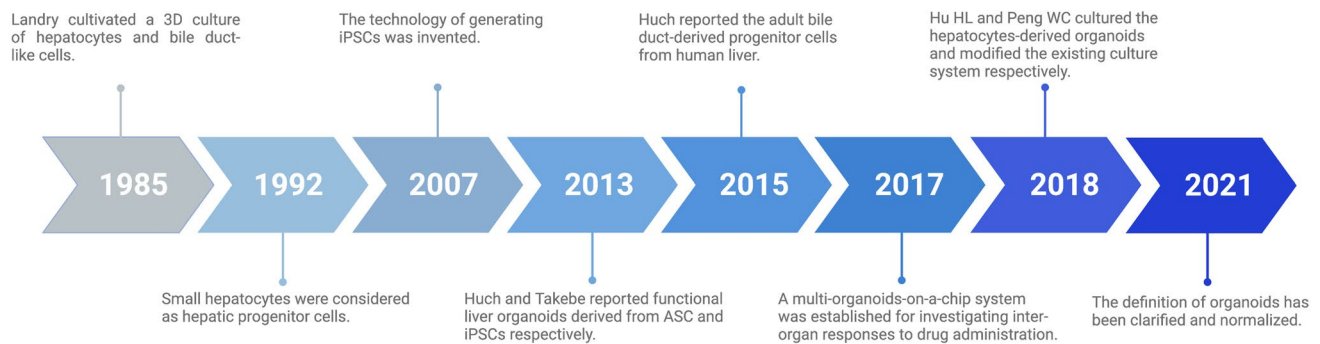 Landry cultivated a 3D culture
of hepatocytes and bile duct-
like cells.
The technology of generating
iPSCs was invented.
Huch reported the adult bile
duct-derived progenitor cells
from human liver.
Hu HL and Peng WC cultured the
hepatocytes-derived organoids
and modified the existing culture
system respectively.
1985
1992
2007
2013
2015
2017
2018
2021
Small hepatocytes were considered
as hepatic progenitor cells.
Huch and Takebe reported functional
liver organoids derived from ASC and
iPSCs respectively.
A multi-organoids-on-a-chip system
was established for investigating inter-
organ responses to drug administration.
The definition of organoids has
been clarified and normalized.